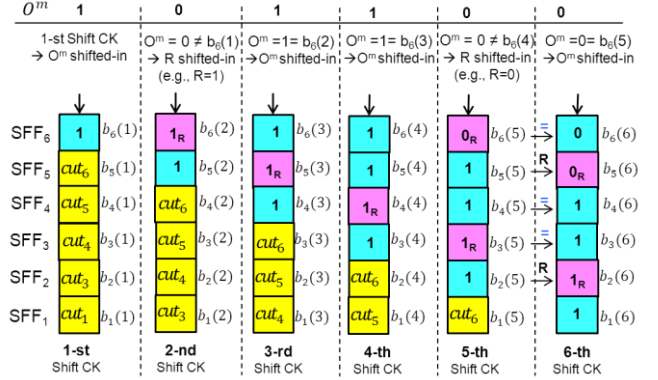 O^m 1 0 1 1 0 0
1-st Shift CK O^m = 0 ≠ b₆(1) O^m =1= b₆(2) O^m =1= b₆(3) O^m = 0 ≠ b₆(4) O^m =0= b₆(5)
→ O^m shifted-in → R shifted-in →O^m shifted-in →O^m shifted-in → R shifted-in →O^m shifted-in
(e.g., R=1) (e.g., R=0)
SFF₆ 1 b₆(1) 1_R b₆(2) 1 b₆(3) 1 b₆(4) 0_R b₆(5) = 0 b₆(6)
SFF₅ cut₆ b₅(1) 1 b₅(2) 1_R b₅(3) 1 b₅(4) 1 b₅(5) R 0_R b₅(6)
SFF₄ cut₅ b₄(1) cut₆ b₄(2) 1 b₄(3) 1_R b₄(4) 1 b₄(5) = 1 b₄(6)
SFF₃ cut₄ b₃(1) cut₅ b₃(2) cut₆ b₃(3) 1 b₃(4) 1_R b₃(5) = 1 b₃(6)
SFF₂ cut₃ b₂(1) cut₄ b₂(2) cut₅ b₂(3) cut₆ b₂(4) 1 b₂(5) R 1_R b₂(6)
SFF₁ cut₁ b₁(1) cut₃ b₁(2) cut₄ b₁(3) cut₅ b₁(4) cut₆ b₁(5) 1 b₁(6)
1-st 2-nd 3-rd 4-th 5-th 6-th
Shift CK Shift CK Shift CK Shift CK Shift CK Shift CK